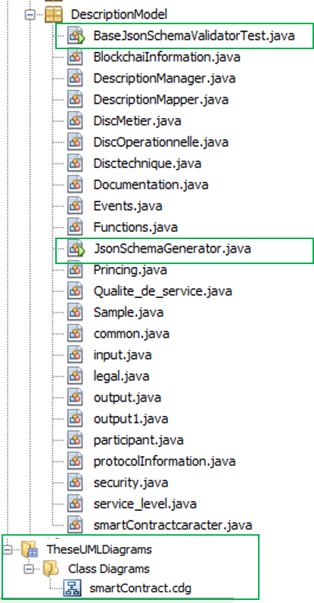 DescriptionModel
BaseJsonSchemaValidatorTest.java
BlockchaiInformation.java
DescriptionManager.java
DescriptionMapper.java
DiscMetier.java
DiscOperationnelle.java
Disctechnique.java
Documentation.java
Events.java
Functions.java
JsonSchemaGenerator.java
Princing.java
Qualite_de_service.java
Sample.java
common.java
input.java
legal.java
output.java
output1.java
participant.java
protocolInformation.java
security.java
service_level.java
smartContractcaracter.java
TheseUMLDiagrams
Class Diagrams
smartContract.cdg